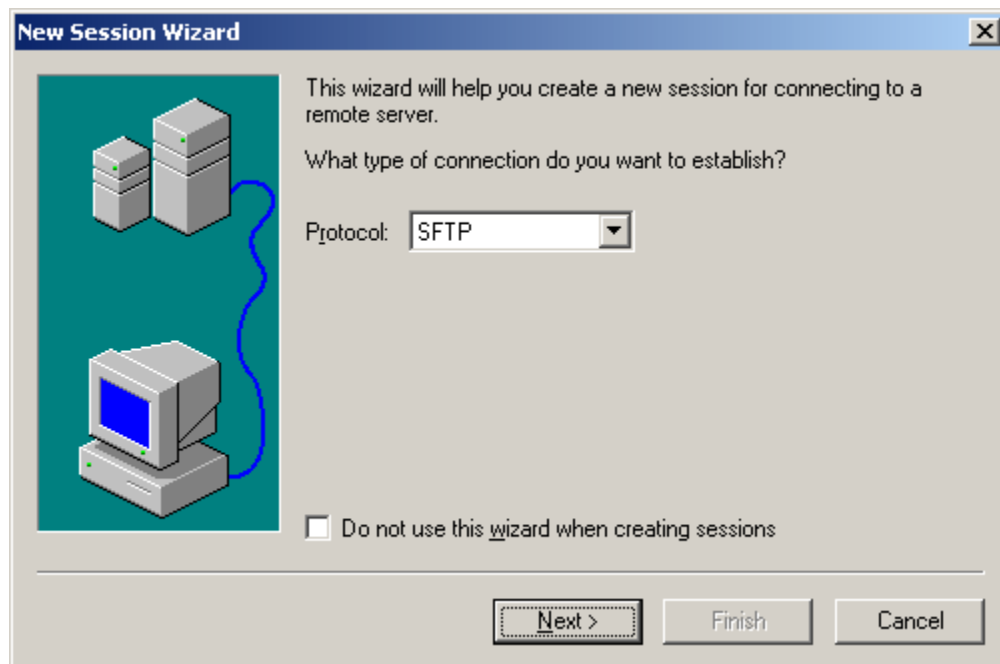 New Session Wizard
This wizard will help you create a new session for connecting to a
remote server.
What type of connection do you want to establish?
Protocol: SFTP
Do not use this wizard when creating sessions
Next > Finish Cancel